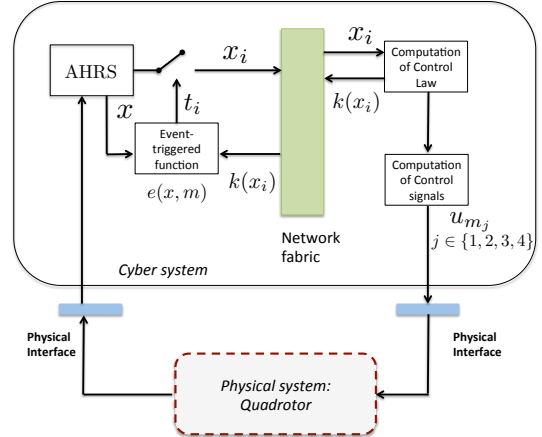 AHRS
x_i
x_i
Computation
of Control
Law
x
t_i
k(x_i)
Event-
triggered
function
k(x_i)
e(x, m)
Computation
of Control
signals
u_{m_j}
j ∈ {1, 2, 3, 4}
Network
fabric
Cyber system
Physical
Interface
Physical
Interface
Physical system:
Quadrotor